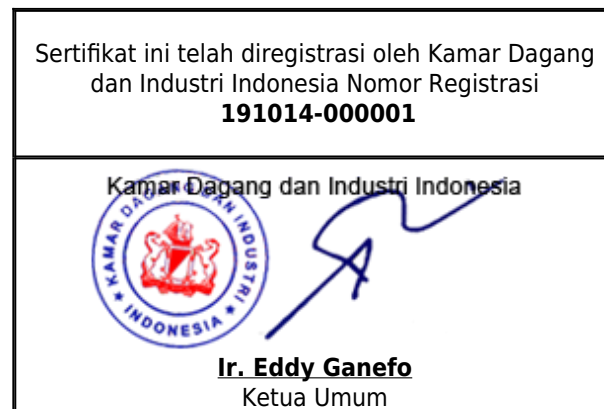 Sertifikat ini telah diregistrasi oleh Kamar Dagang
dan Industri Indonesia Nomor Registrasi
191014-000001
Kamar Dagang dan Industri Indonesia
KAMAR DAGANG DAN INDUSTRI
INDONESIA
Ir. Eddy Ganefo
Ketua Umum